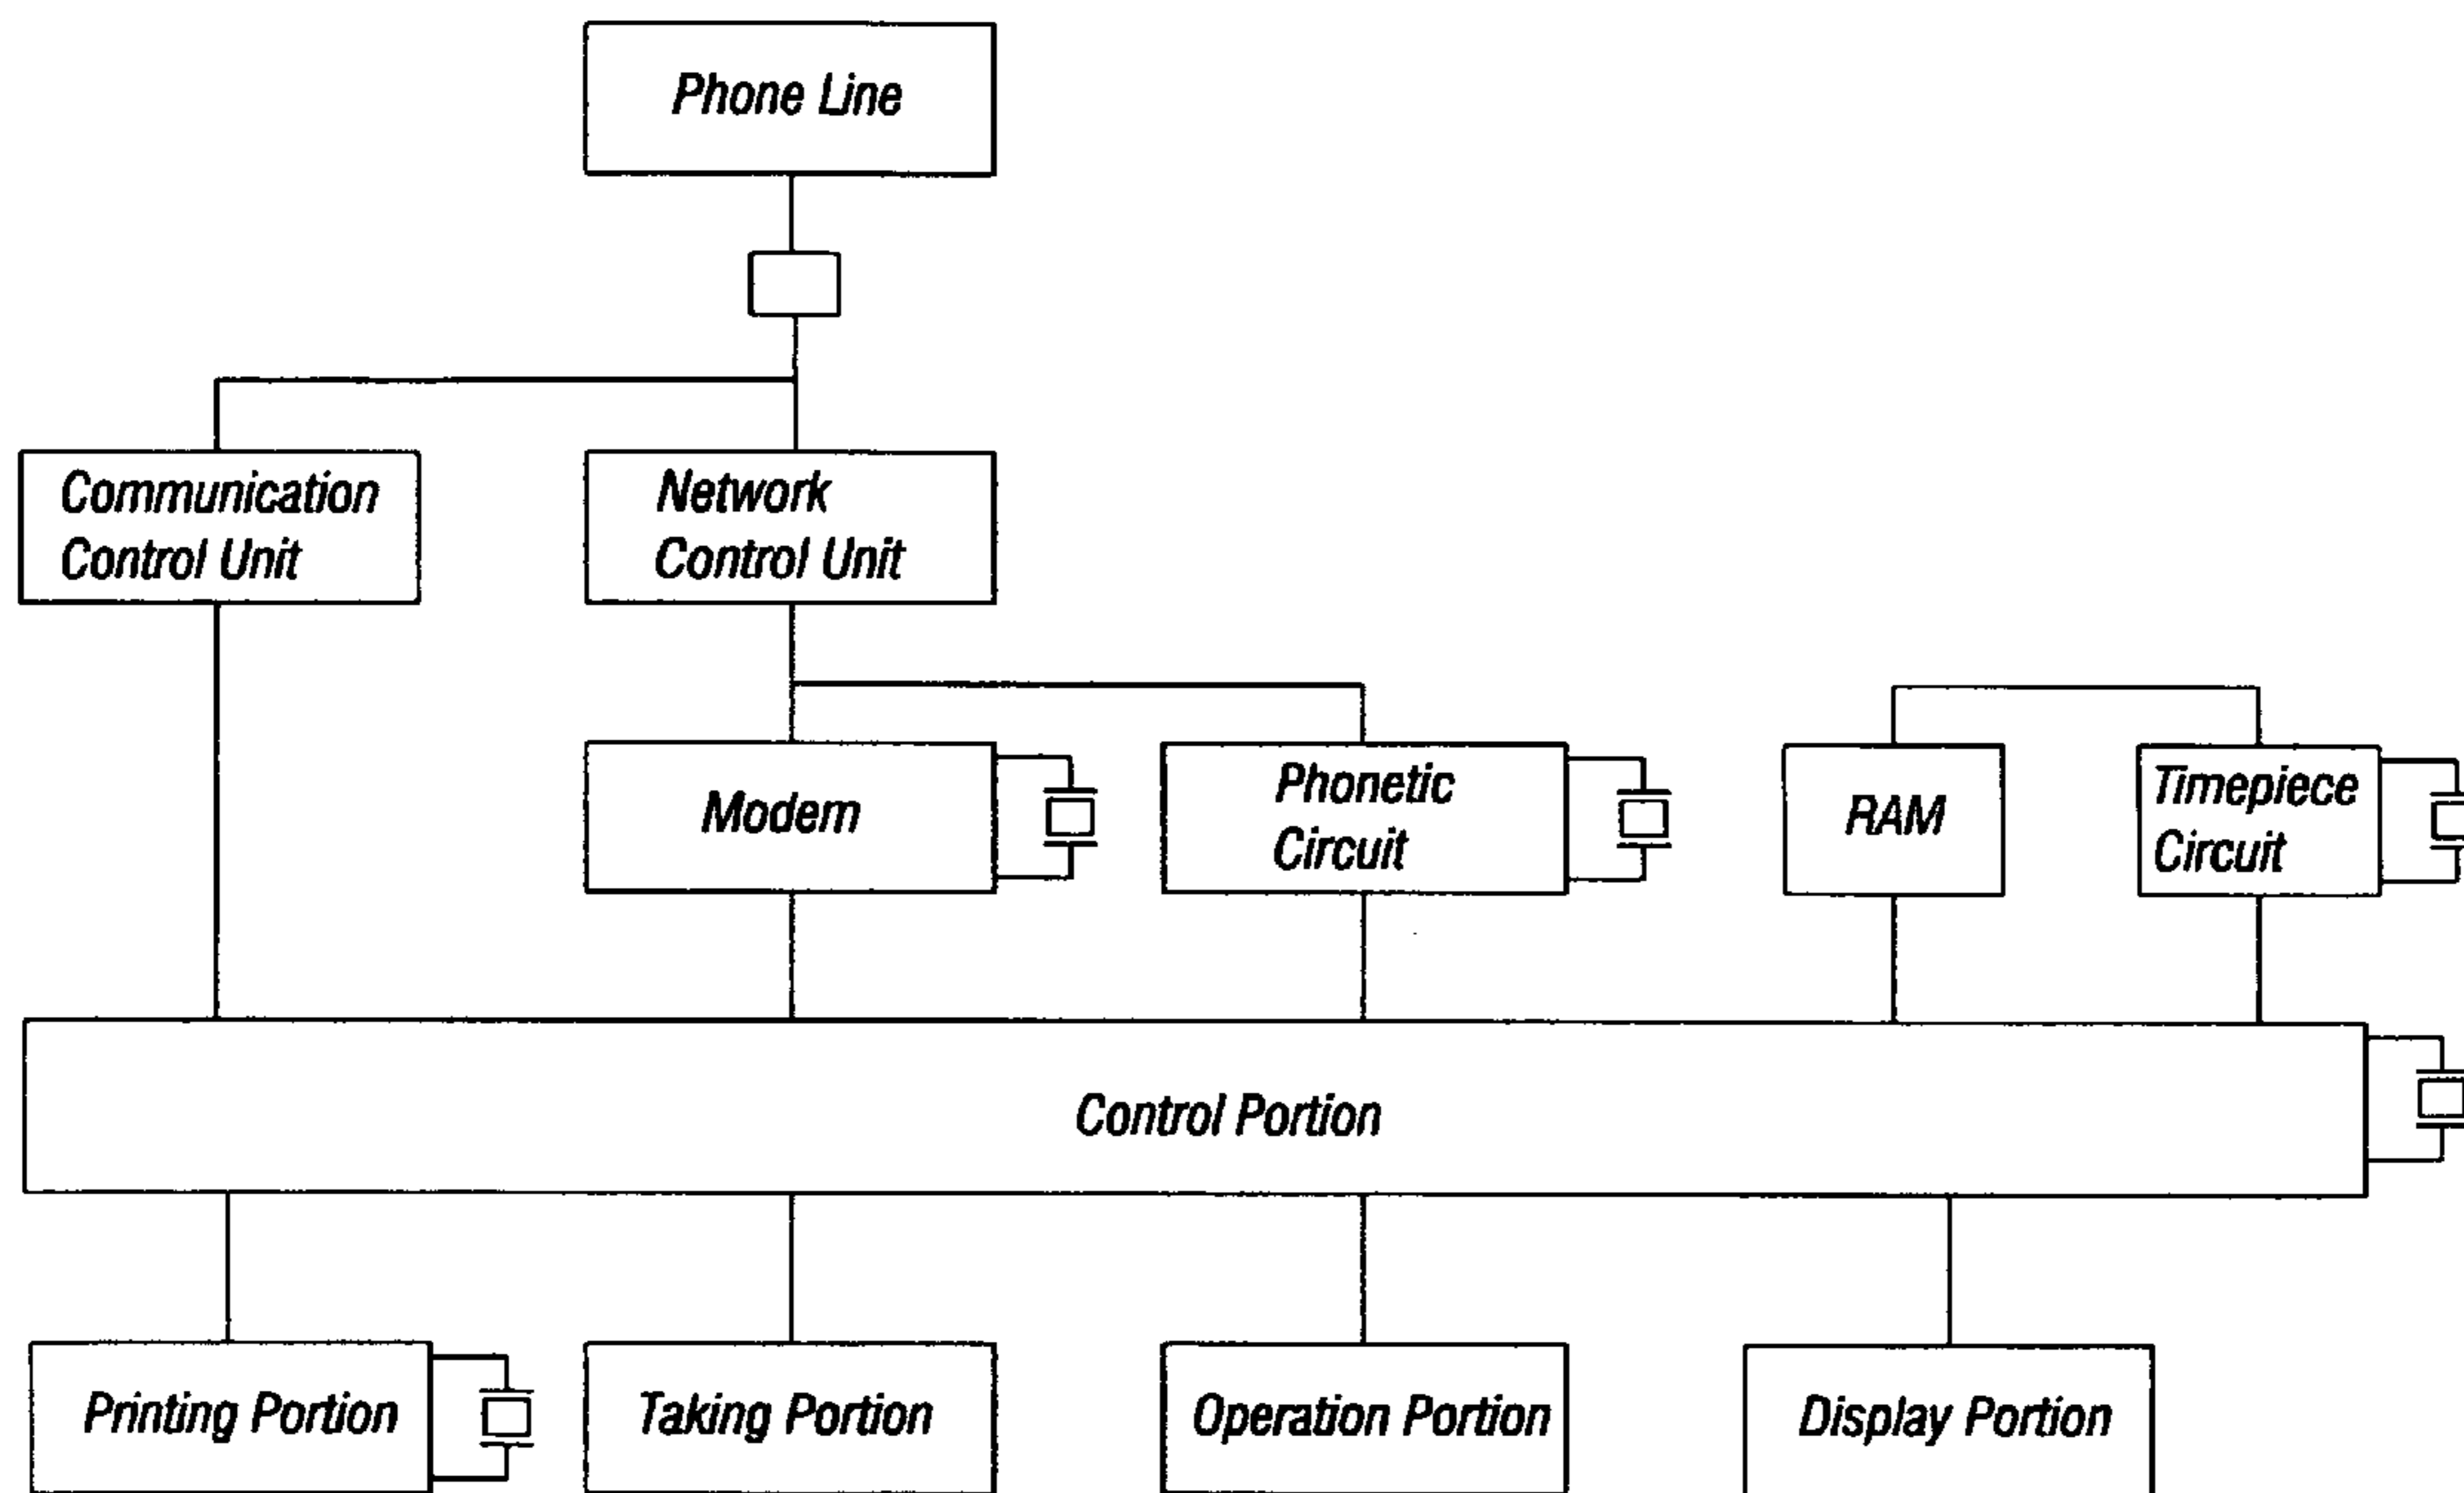 Phone Line
Communication
Control Unit
Network
Control Unit
Modem
Phonetic
Circuit
RAM
Timepiece
Circuit
Control Portion
Printing Portion
Taking Portion
Operation Portion
Display Portion